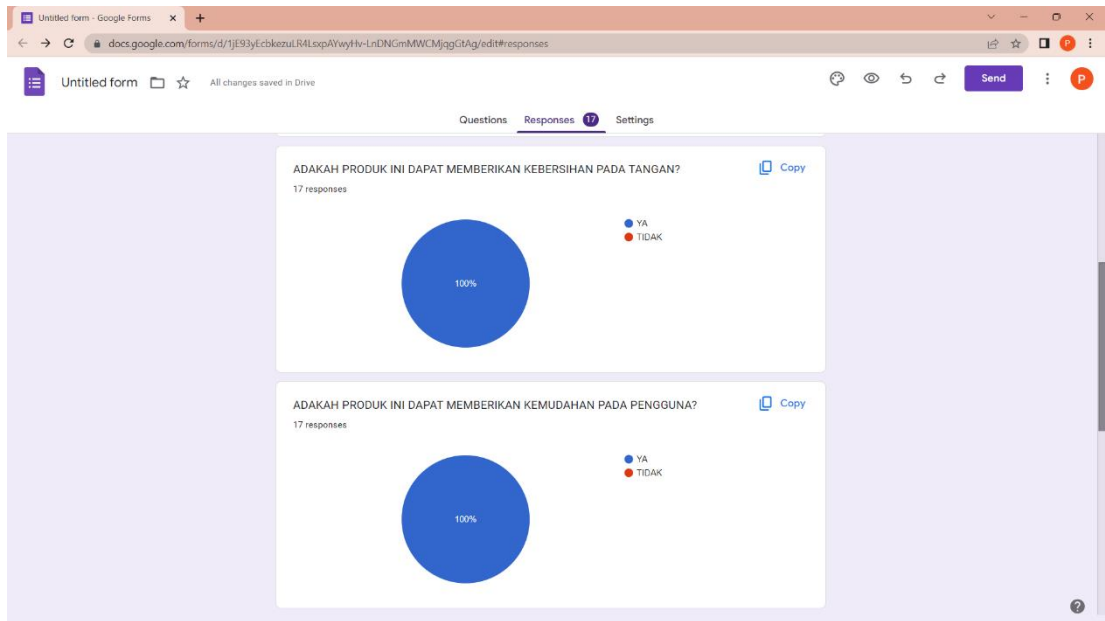 Untitled form - Google Forms
docs.google.com/forms/d/1jE93yEcbkezuLR4LsxpAYwyHv-LnDNGmMWCMjqgGtAg/edit#responses
P
Untitled form
All changes saved in Drive
Send
P
Questions Responses 17 Settings
ADAKAH PRODUK INI DAPAT MEMBERIKAN KEBERSIHAN PADA TANGAN?
Copy
17 responses
YA
TIDAK
100%
ADAKAH PRODUK INI DAPAT MEMBERIKAN KEMUDAHAN PADA PENGGUNA?
Copy
17 responses
YA
TIDAK
100%